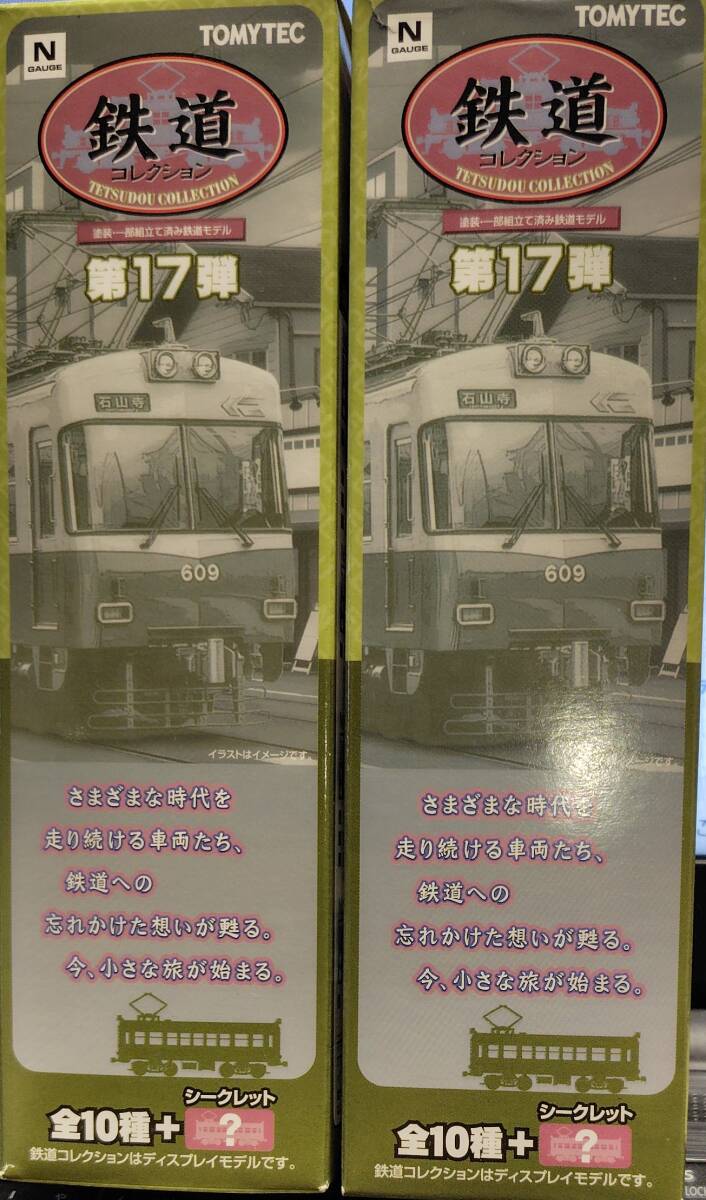 N
GAUGE
TOMYTEC
鉄道
コレクション
TETSUDOU COLLECTION
塗装・一部組立て済み鉄道モデル
第17弾
石山寺
609
イラストはイメージです。
さまざまな時代を
走り続ける車両たち、
鉄道への
忘れかけた想いが甦る。
今、小さな旅が始まる。
シークレット
全10種+?
鉄道コレクションはディスプレイモデルです。
N
GAUGE
TOMYTEC
鉄道
コレクション
TETSUDOU COLLECTION
塗装・一部組立て済み鉄道モデル
第17弾
石山寺
609
さまざまな時代を
走り続ける車両たち、
鉄道への
忘れかけた想いが甦る。
今、小さな旅が始まる。
シークレット
全10種+?
鉄道コレクションはディスプレイモデルです。